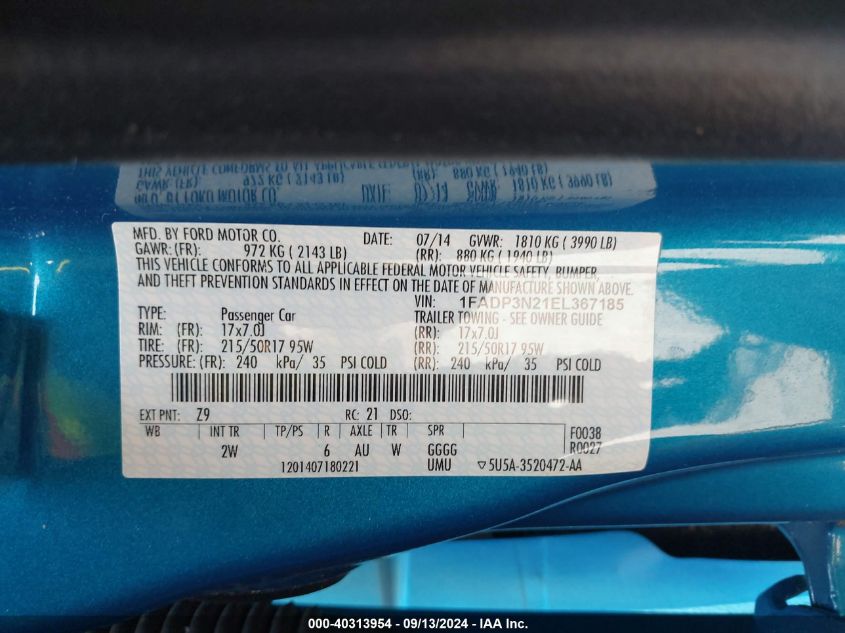 MFD. BY FORD MOTOR CO. DATE: 07/14 GVWR: 1810 KG ( 3990 LB)
GAWR: (FR): 972 KG ( 2143 LB) (RR): 880 KG ( 1940 LB)
THIS VEHICLE CONFORMS TO ALL APPLICABLE FEDERAL MOTOR VEHICLE SAFETY, BUMPER,
AND THEFT PREVENTION STANDARDS IN EFFECT ON THE DATE OF MANUFACTURE SHOWN ABOVE.
VIN: 1FADP3N21EL367185
TYPE: Passenger Car TRAILER TOWING - SEE OWNER GUIDE
RIM: (FR): 17x7.0J (RR): 17x7.0J
TIRE: (FR): 215/50R17 95W (RR): 215/50R17 95W
PRESSURE: (FR): 240 kPa/ 35 PSI COLD (RR): 240 kPa/ 35 PSI COLD
EXT PNT: Z9 RC: 21 DSO:
WB INT TR TP/PS R AXLE TR SPR F0038
2W 6 AU W GGGG R0027
1201407180221 UMU ▽5U5A-3520472-AA
000-40313954 - 09/13/2024 - IAA Inc.